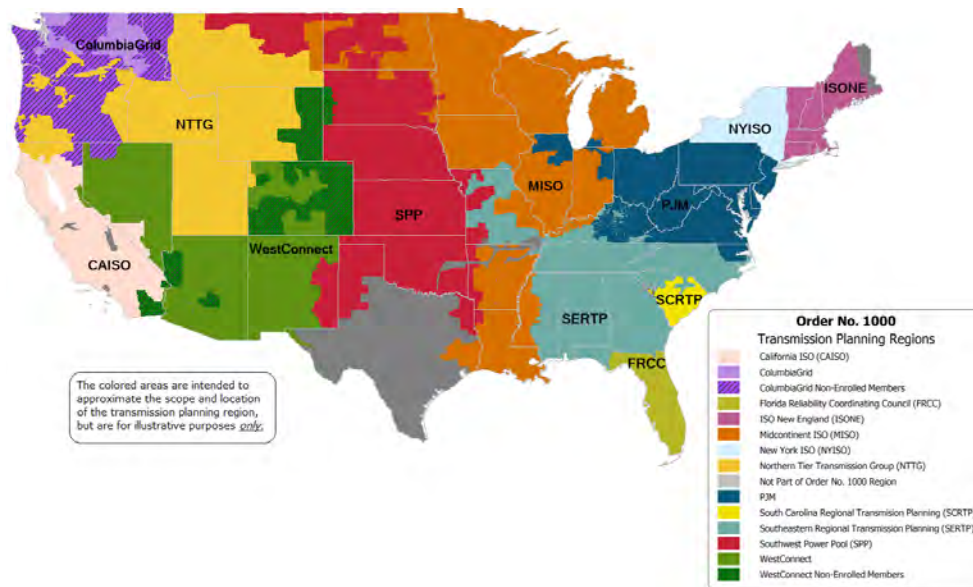 ColumbiaGrid
ISONE
NTTG
NYISO
MISO
PJM
SPP
WestConnect
CAISO
SCRTP
SERTP
FRCC
The colored areas are intended to
approximate the scope and location
of the transmission planning region,
but are for illustrative purposes only.
Order No. 1000
Transmission Planning Regions
California ISO (CAISO)
ColumbiaGrid
ColumbiaGrid Non-Enrolled Members
Florida Reliability Coordinating Council (FRCC)
ISO New England (ISONE)
Midcontinent ISO (MISO)
New York ISO (NYISO)
Northern Tier Transmission Group (NTTG)
Not Part of Order No. 1000 Region
PJM
South Carolina Regional Transmision Planning (SCRTP)
Southeastern Regional Transmission Planning (SERTP)
Southwest Power Pool (SPP)
WestConnect
WestConnect Non-Enrolled Members